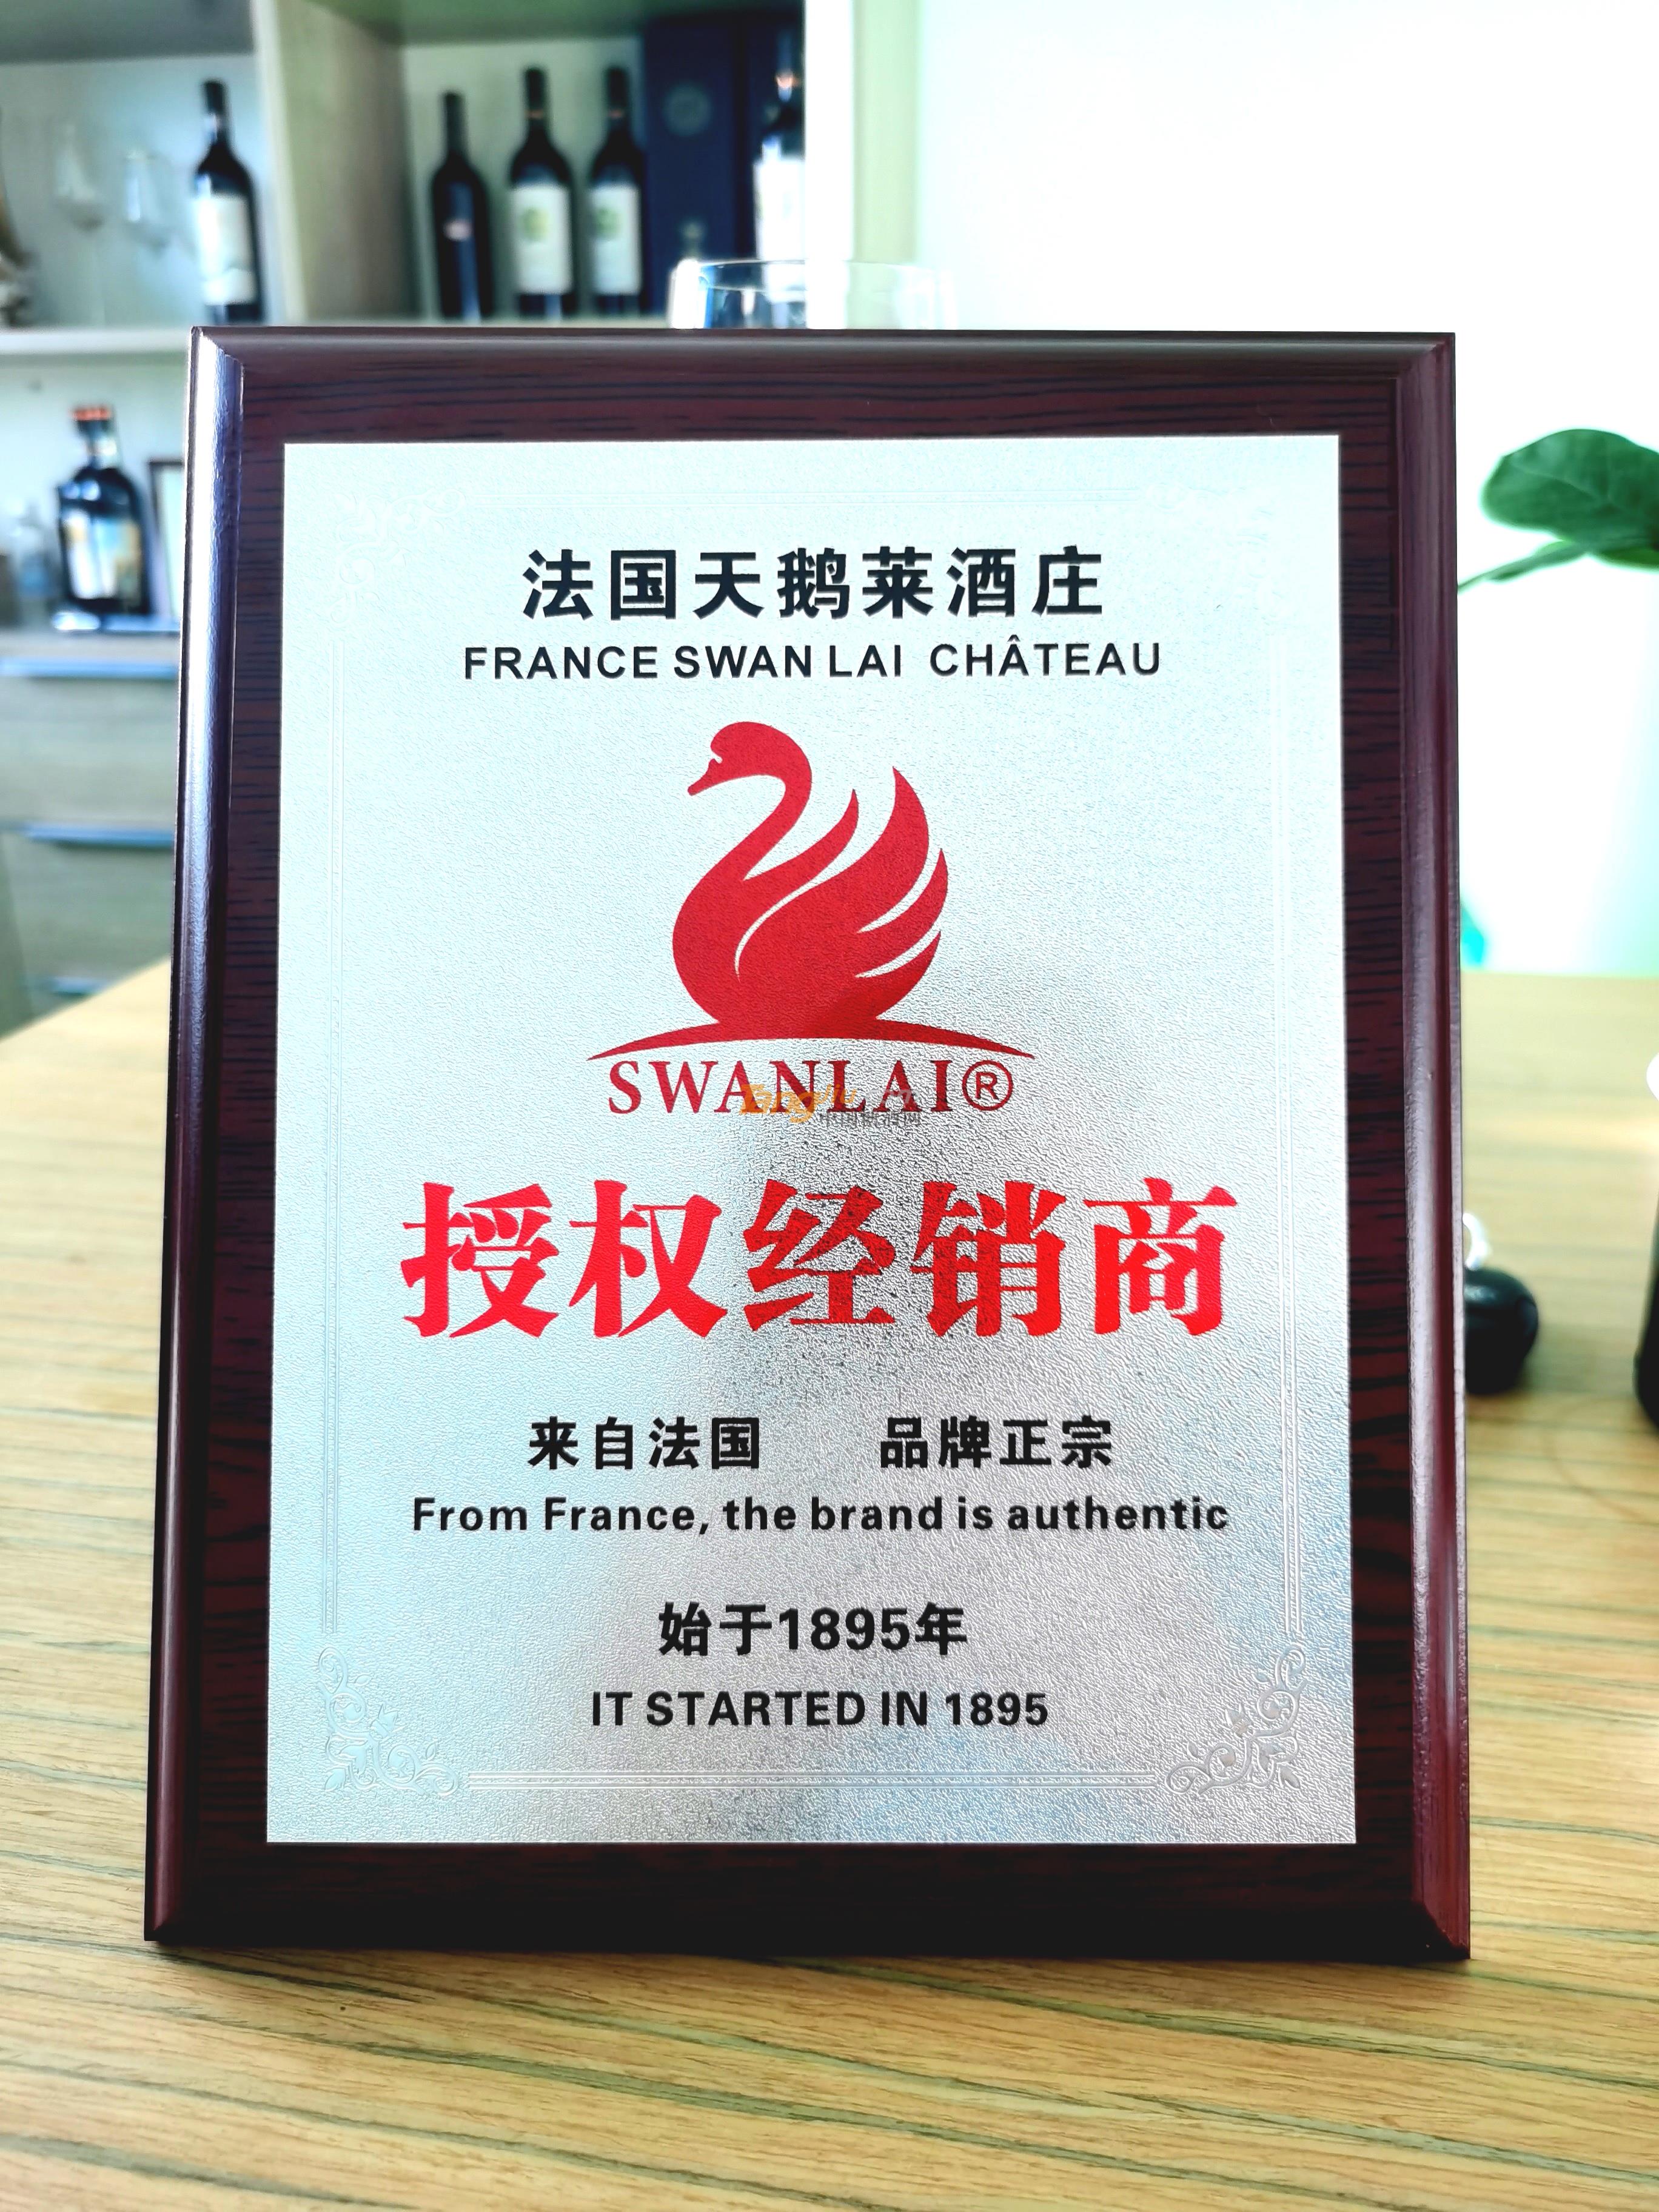 法国天鹅莱酒庄
FRANCE SWAN LAI CHÂTEAU
SWANLAI®
授权经销商
来自法国 品牌正宗
From France, the brand is authentic
始于1895年
IT STARTED IN 1895